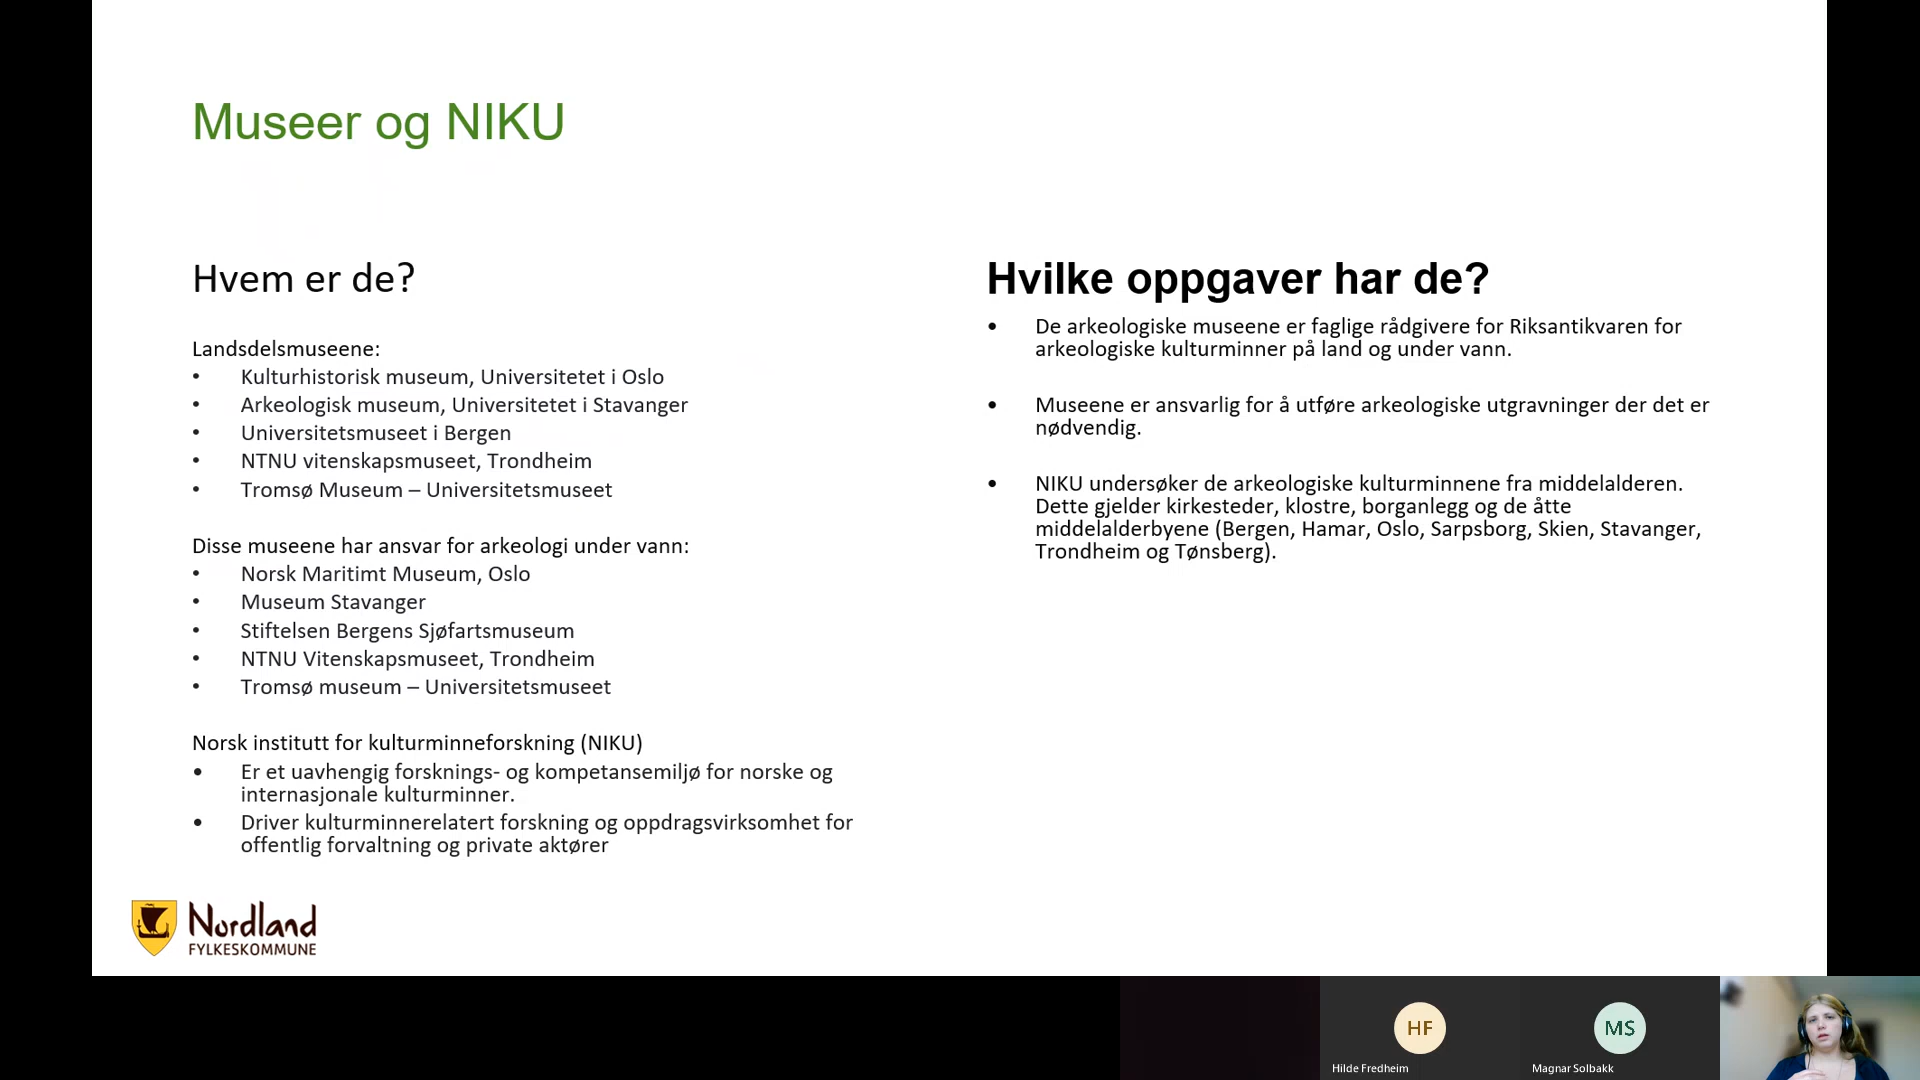 Museer og NIKU
Hvem er de?
Landsdelsmuseene:
• Kulturhistorisk museum, Universitetet i Oslo
• Arkeologisk museum, Universitetet i Stavanger
• Universitetsmuseet i Bergen
• NTNU vitenskapsmuseet, Trondheim
• Tromsø Museum – Universitetsmuseet
Disse museene har ansvar for arkeologi under vann:
• Norsk Maritimt Museum, Oslo
• Museum Stavanger
• Stiftelsen Bergens Sjøfartsmuseum
• NTNU Vitenskapsmuseet, Trondheim
• Tromsø museum – Universitetsmuseet
Norsk institutt for kulturminneforskning (NIKU)
• Er et uavhengig forsknings- og kompetansemiljø for norske og
internasjonale kulturminner.
• Driver kulturminnerelatert forskning og oppdragsvirksomhet for
offentlig forvaltning og private aktører
Hvilke oppgaver har de?
• De arkeologiske museene er faglige rådgivere for Riksantikvaren for
arkeologiske kulturminner på land og under vann.
• Museene er ansvarlig for å utføre arkeologiske utgravninger der det er
nødvendig.
• NIKU undersøker de arkeologiske kulturminnene fra middelalderen.
Dette gjelder kirkesteder, klostre, borganlegg og de åtte
middelalderbyene (Bergen, Hamar, Oslo, Sarpsborg, Skien, Stavanger,
Trondheim og Tønsberg).
Nordland
FYLKESKOMMUNE
HF
Hilde Fredheim
MS
Magnar Solbakk